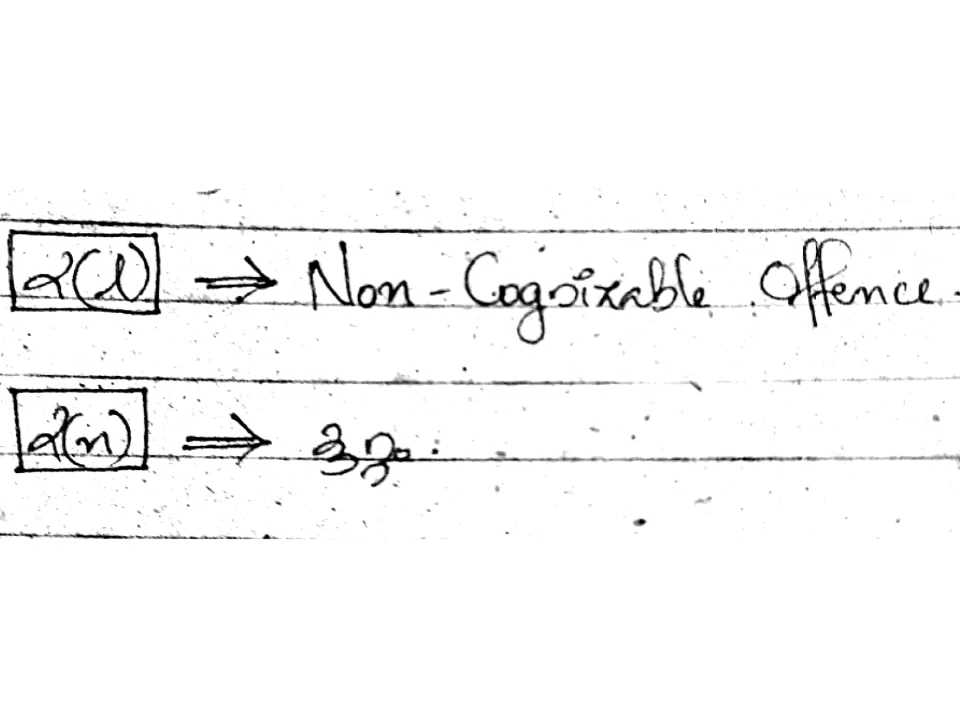 2(l) ⇒ Non-Cognizable Offence.
2(n) ⇒